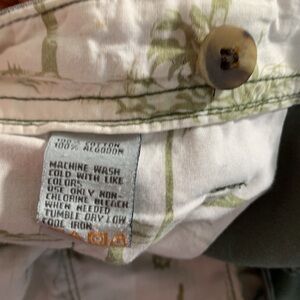 100% COTTON
100% ALGODON
MACHINE WASH
COLD WITH LIKE
COLORS
USE ONLY NON-
CHLORINE BLEACH
WHEN NEEDED
TUMBLE DRY LOW
COOL IRON